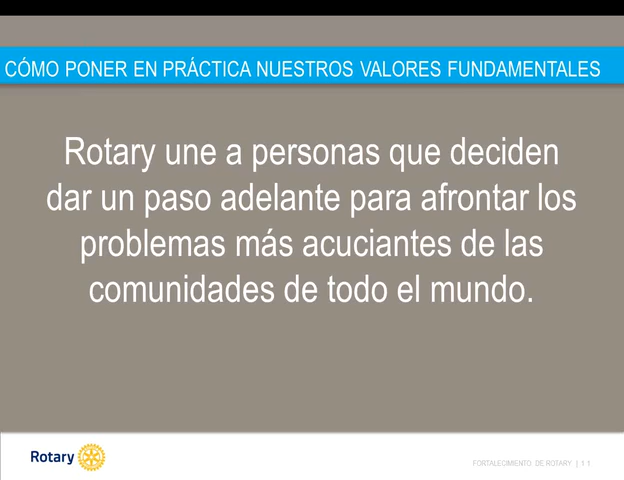 CÓMO PONER EN PRÁCTICA NUESTROS VALORES FUNDAMENTALES
Rotary une a personas que deciden
dar un paso adelante para afrontar los
problemas más acuciantes de las
comunidades de todo el mundo.
Rotary
FORTALECIMIENTO DE ROTARY | 11